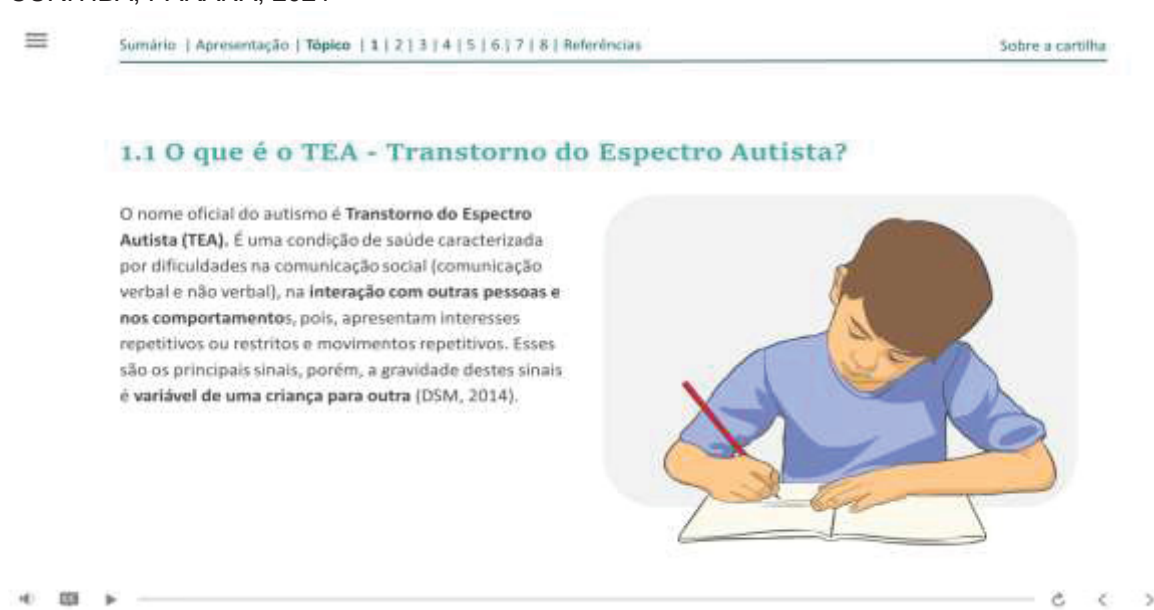 CURITIBA, PARANÁ, 2021
Sumário | Apresentação | Tópico | 1 | 2 | 3 | 4 | 5 | 6 | 7 | 8 | Referências
Sobre a cartilha
1.1 O que é o TEA - Transtorno do Espectro Autista?
O nome oficial do autismo é Transtorno do Espectro
Autista (TEA). É uma condição de saúde caracterizada
por dificuldades na comunicação social (comunicação
verbal e não verbal), na interação com outras pessoas e
nos comportamentos, pois, apresentam interesses
repetitivos ou restritos e movimentos repetitivos. Esses
são os principais sinais, porém, a gravidade destes sinais
é variável de uma criança para outra (DSM, 2014).